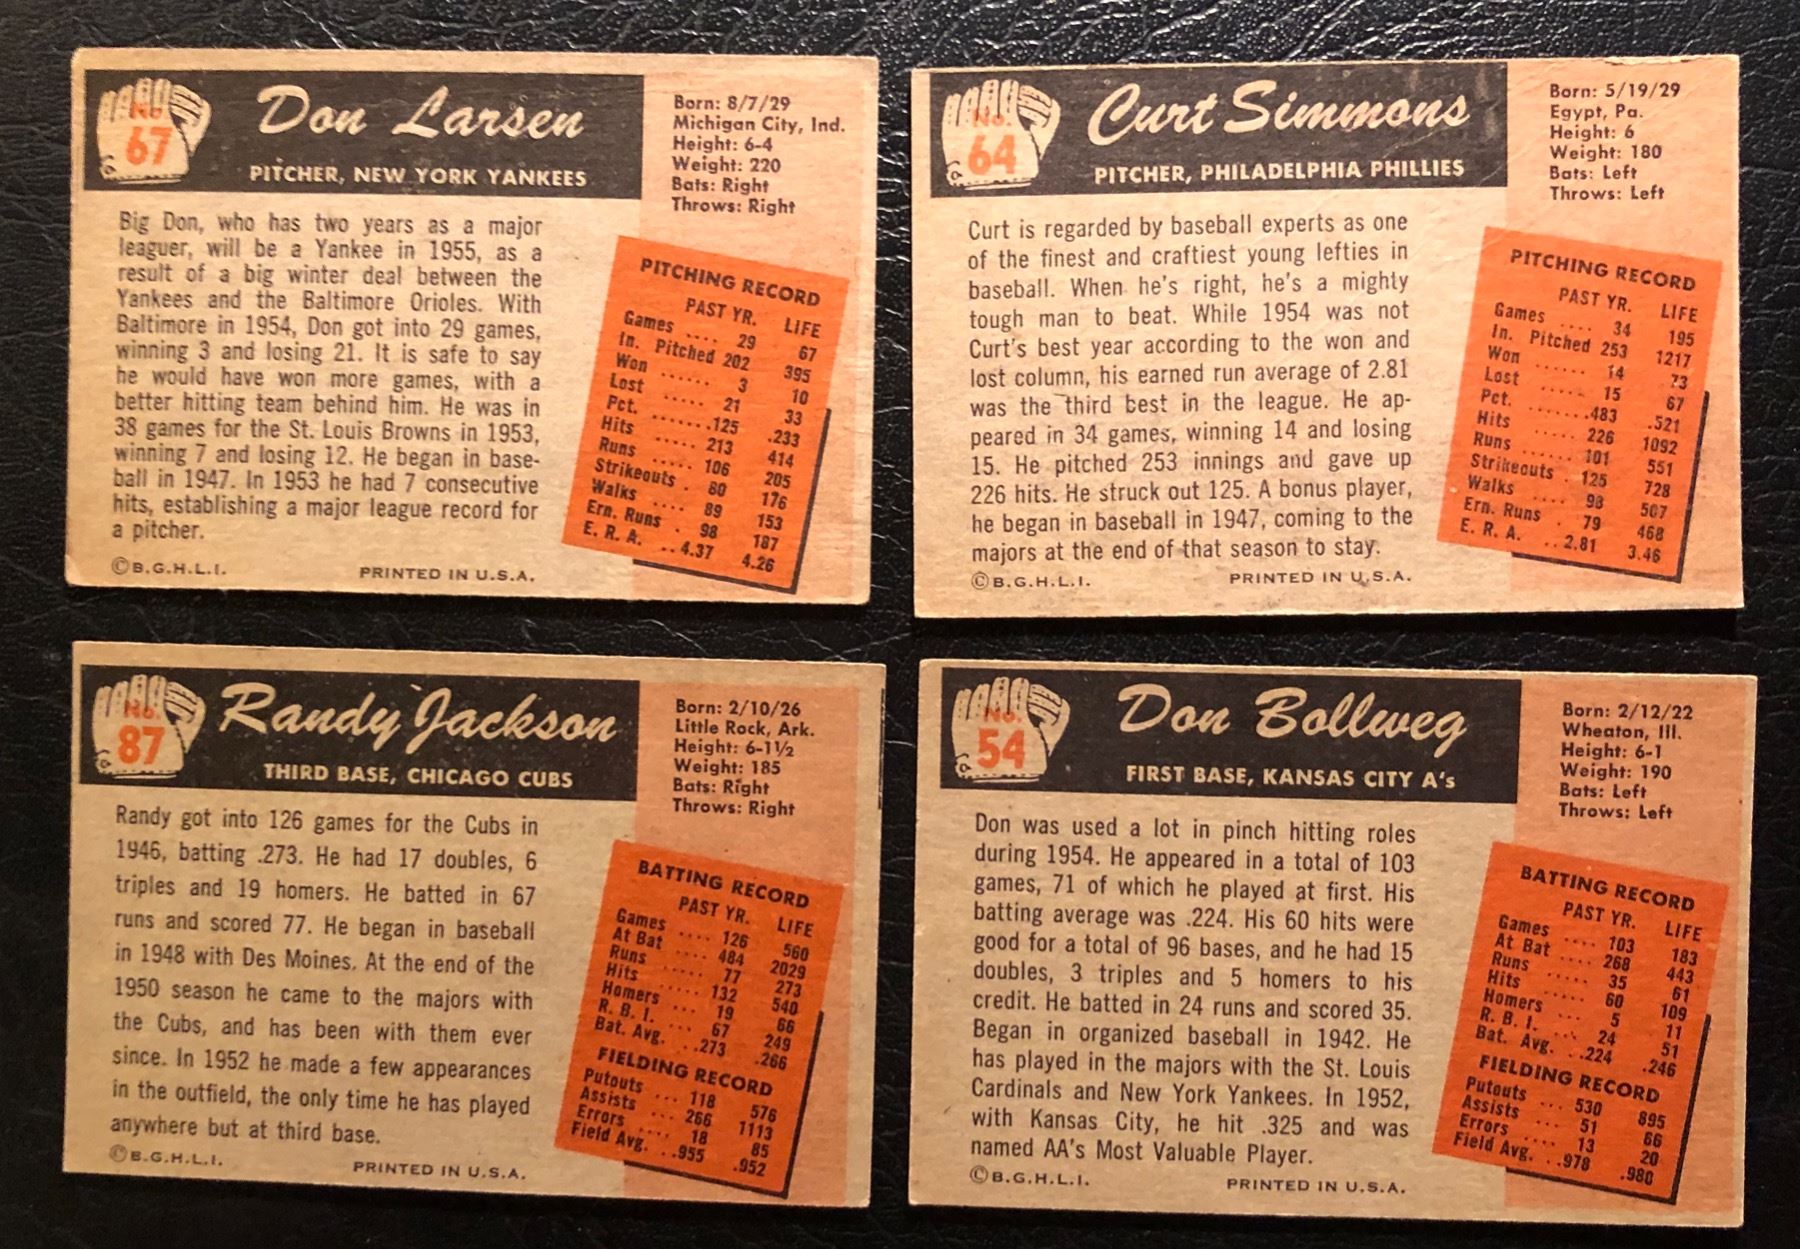 No.
67
Don Larsen
PITCHER, NEW YORK YANKEES
Born: 8/7/29
Michigan City, Ind.
Height: 6-4
Weight: 220
Bats: Right
Throws: Right
Big Don, who has two years as a major
leaguer, will be a Yankee in 1955, as a
result of a big winter deal between the
Yankees and the Baltimore Orioles. With
Baltimore in 1954, Don got into 29 games,
winning 3 and losing 21. It is safe to say
he would have won more games, with a
better hitting team behind him. He was in
38 games for the St. Louis Browns in 1953,
winning 7 and losing 12. He began in base-
ball in 1947. In 1953 he had 7 consecutive
hits, establishing a major league record for
a pitcher.
©B.G.H.L.I.
PRINTED IN U.S.A.
PITCHING RECORD
PAST YR. LIFE
Games .... 29 67
In. Pitched 202 395
Won ...... 3 10
Lost ..... 21 33
Pct. .......125 .233
Hits ..... 213 414
Runs ..... 106 205
Strikeouts . 80 176
Walks .... 89 153
Ern. Runs . 98 187
E. R. A. .. 4.37 4.26
No.
64
Curt Simmons
PITCHER, PHILADELPHIA PHILLIES
Born: 5/19/29
Egypt, Pa.
Height: 6
Weight: 180
Bats: Left
Throws: Left
Curt is regarded by baseball experts as one
of the finest and craftiest young lefties in
baseball. When he's right, he's a mighty
tough man to beat. While 1954 was not
Curt's best year according to the won and
lost column, his earned run average of 2.81
was the third best in the league. He ap-
peared in 34 games, winning 14 and losing
15. He pitched 253 innings and gave up
226 hits. He struck out 125. A bonus player,
he began in baseball in 1947, coming to the
majors at the end of that season to stay.
©B.G.H.L.I.
PRINTED IN U.S.A.
PITCHING RECORD
PAST YR. LIFE
Games .... 34 195
In. Pitched 253 1217
Won ...... 14 73
Lost ..... 15 67
Pct. .......483 .521
Hits ..... 226 1092
Runs ..... 101 551
Strikeouts . 125 728
Walks .... 98 507
Ern. Runs . 79 468
E. R. A. .. 2.81 3.46
No.
87
Randy Jackson
THIRD BASE, CHICAGO CUBS
Born: 2/10/26
Little Rock, Ark.
Height: 6-1½
Weight: 185
Bats: Right
Throws: Right
Randy got into 126 games for the Cubs in
1946, batting .273. He had 17 doubles, 6
triples and 19 homers. He batted in 67
runs and scored 77. He began in baseball
in 1948 with Des Moines. At the end of the
1950 season he came to the majors with
the Cubs, and has been with them ever
since. In 1952 he made a few appearances
in the outfield, the only time he has played
anywhere but at third base.
©B.G.H.L.I.
PRINTED IN U.S.A.
BATTING RECORD
PAST YR. LIFE
Games .... 126 560
At Bat .... 484 2029
Runs ..... 77 273
Hits ..... 132 540
Homers ... 19 66
R. B. I. ... 67 249
Bat. Avg. . .273 .266
FIELDING RECORD
Putouts ... 118 576
Assists ... 266 1113
Errors .... 18 85
Field Avg. . .955 .952
No.
54
Don Bollweg
FIRST BASE, KANSAS CITY A's
Born: 2/12/22
Wheaton, Ill.
Height: 6-1
Weight: 190
Bats: Left
Throws: Left
Don was used a lot in pinch hitting roles
during 1954. He appeared in a total of 103
games, 71 of which he played at first. His
batting average was .224. His 60 hits were
good for a total of 96 bases, and he had 15
doubles, 3 triples and 5 homers to his
credit. He batted in 24 runs and scored 35.
Began in organized baseball in 1942. He
has played in the majors with the St. Louis
Cardinals and New York Yankees. In 1952,
with Kansas City, he hit .325 and was
named AA's Most Valuable Player.
©B.G.H.L.I.
PRINTED IN U.S.A.
BATTING RECORD
PAST YR. LIFE
Games .... 103 183
At Bat .... 268 443
Runs ..... 35 61
Hits ..... 60 109
Homers ... 5 11
R. B. I. ... 24 51
Bat. Avg. . .224 .246
FIELDING RECORD
Putouts ... 530 895
Assists ... 51 66
Errors .... 13 20
Field Avg. . .978 .980